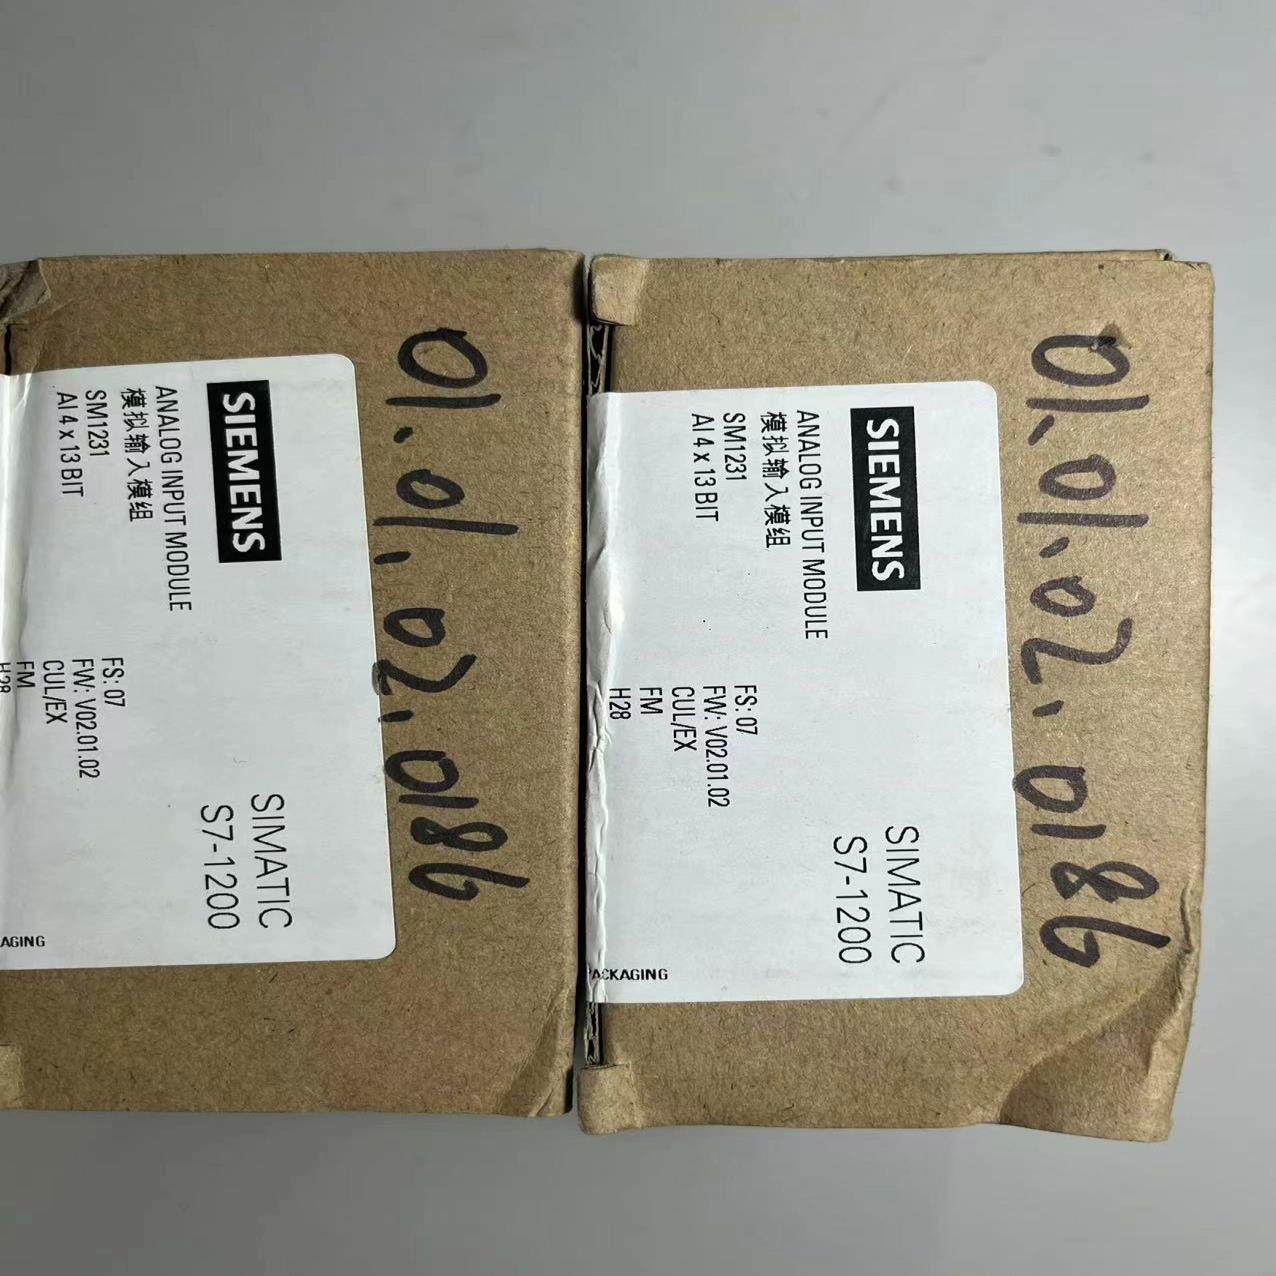 01.01.02.0186
SIEMENS
ANALOG INPUT MODULE
模拟输入模组
SM1231
AI 4 x 13 BIT
SIMATIC
S7-1200
FS: 07
FW: V02.01.02
CUL/EX
FM
H28
AGING
01.01.02.0186
SIEMENS
ANALOG INPUT MODULE
模拟输入模组
SM1231
AI 4 x 13 BIT
SIMATIC
S7-1200
FS: 07
FW: V02.01.02
CUL/EX
FM
H28
PACKAGING